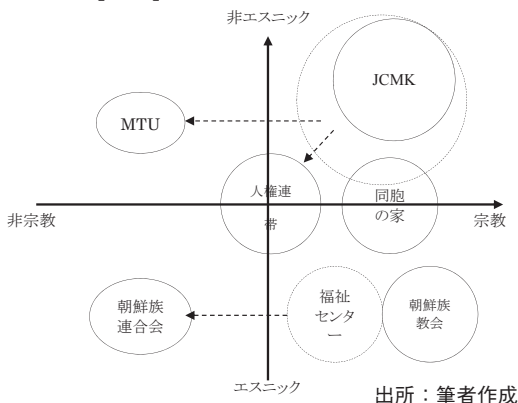 非エスニック
JCMK
MTU
人権連
帯
同胞
の家
非宗教
宗教
朝鮮族
連合会
福祉
センタ
ー
朝鮮族
教会
エスニック
出所：筆者作成